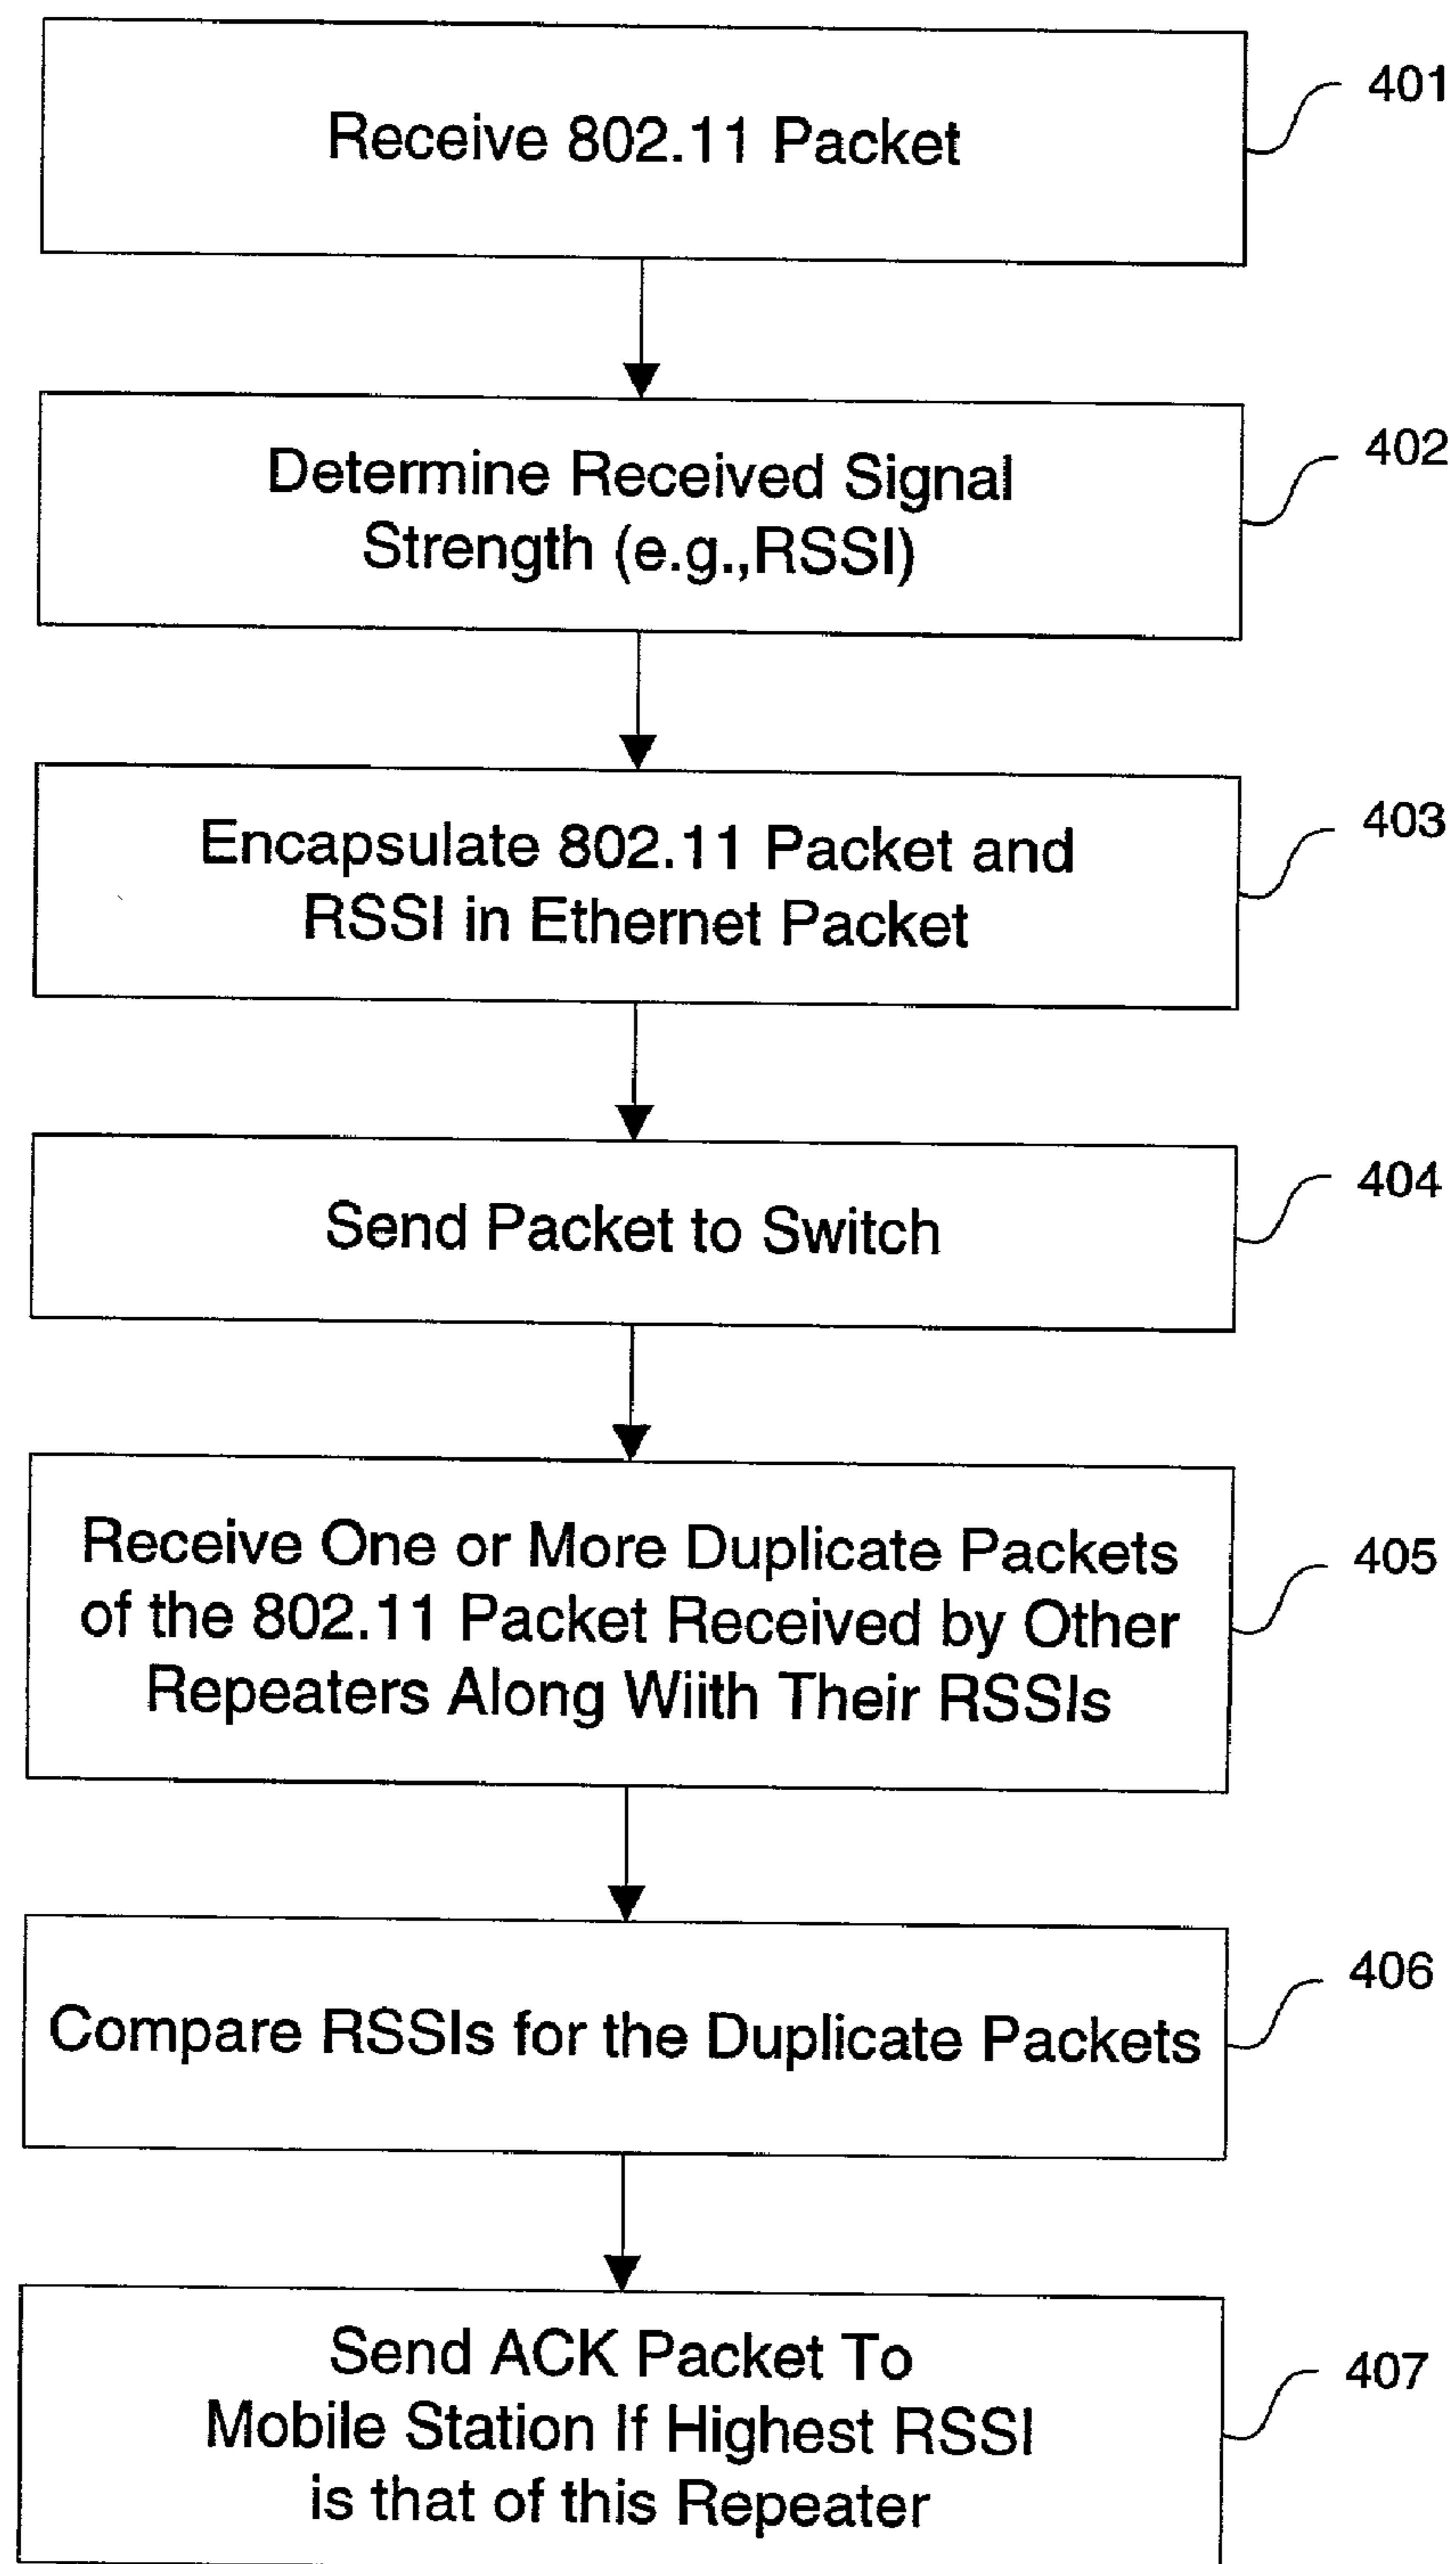 Receive 802.11 Packet
401
Determine Received Signal
Strength (e.g.,RSSI)
402
Encapsulate 802.11 Packet and
RSSI in Ethernet Packet
403
Send Packet to Switch
404
Receive One or More Duplicate Packets
of the 802.11 Packet Received by Other
Repeaters Along Wiith Their RSSIs
405
Compare RSSIs for the Duplicate Packets
406
Send ACK Packet To
Mobile Station If Highest RSSI
is that of this Repeater
407